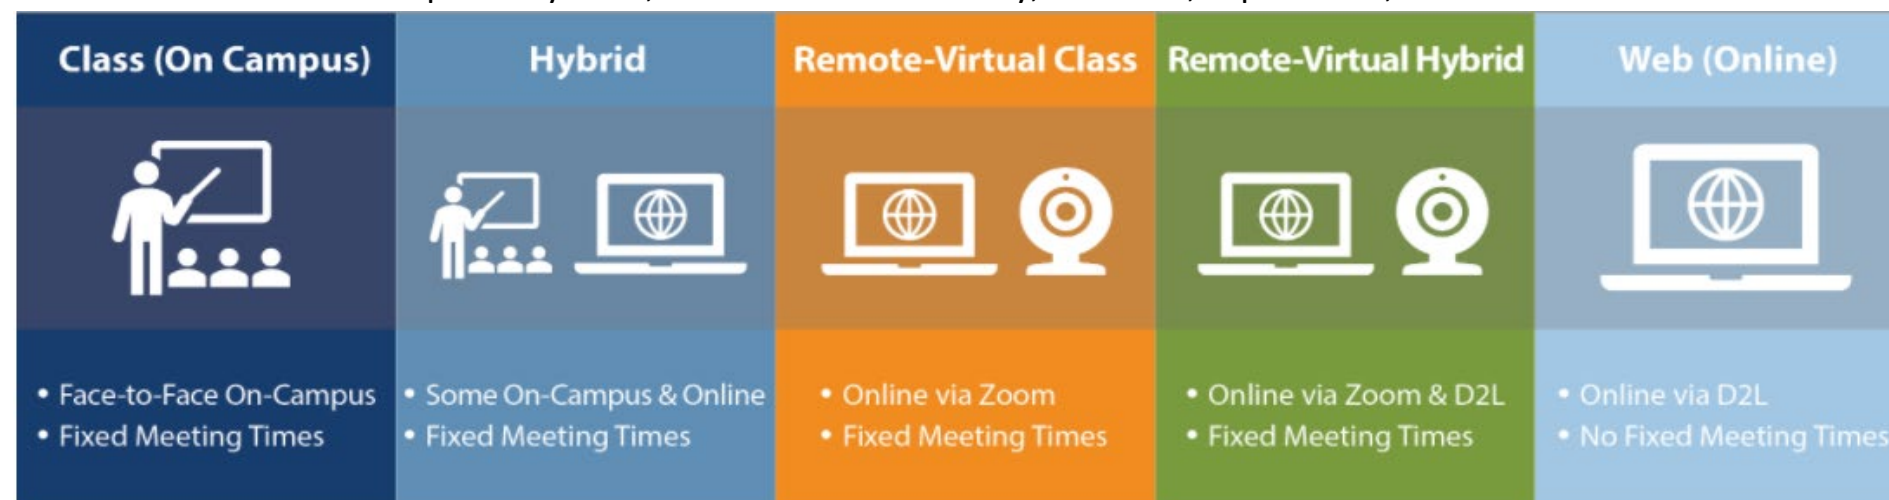 Class (On Campus)
Hybrid
Remote-Virtual Class
Remote-Virtual Hybrid
Web (Online)
• Face-to-Face On-Campus
• Fixed Meeting Times
• Some On-Campus & Online
• Fixed Meeting Times
• Online via Zoom
• Fixed Meeting Times
• Online via Zoom & D2L
• Fixed Meeting Times
• Online via D2L
• No Fixed Meeting Times